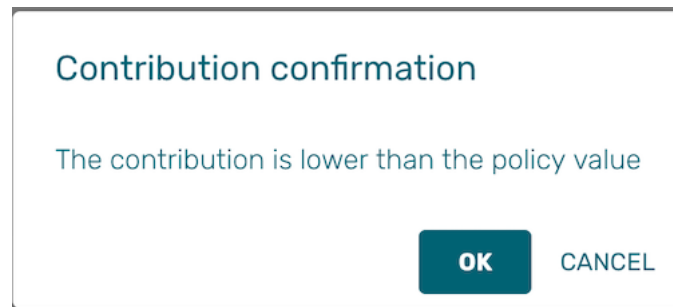 Contribution confirmation
The contribution is lower than the policy value
OK CANCEL